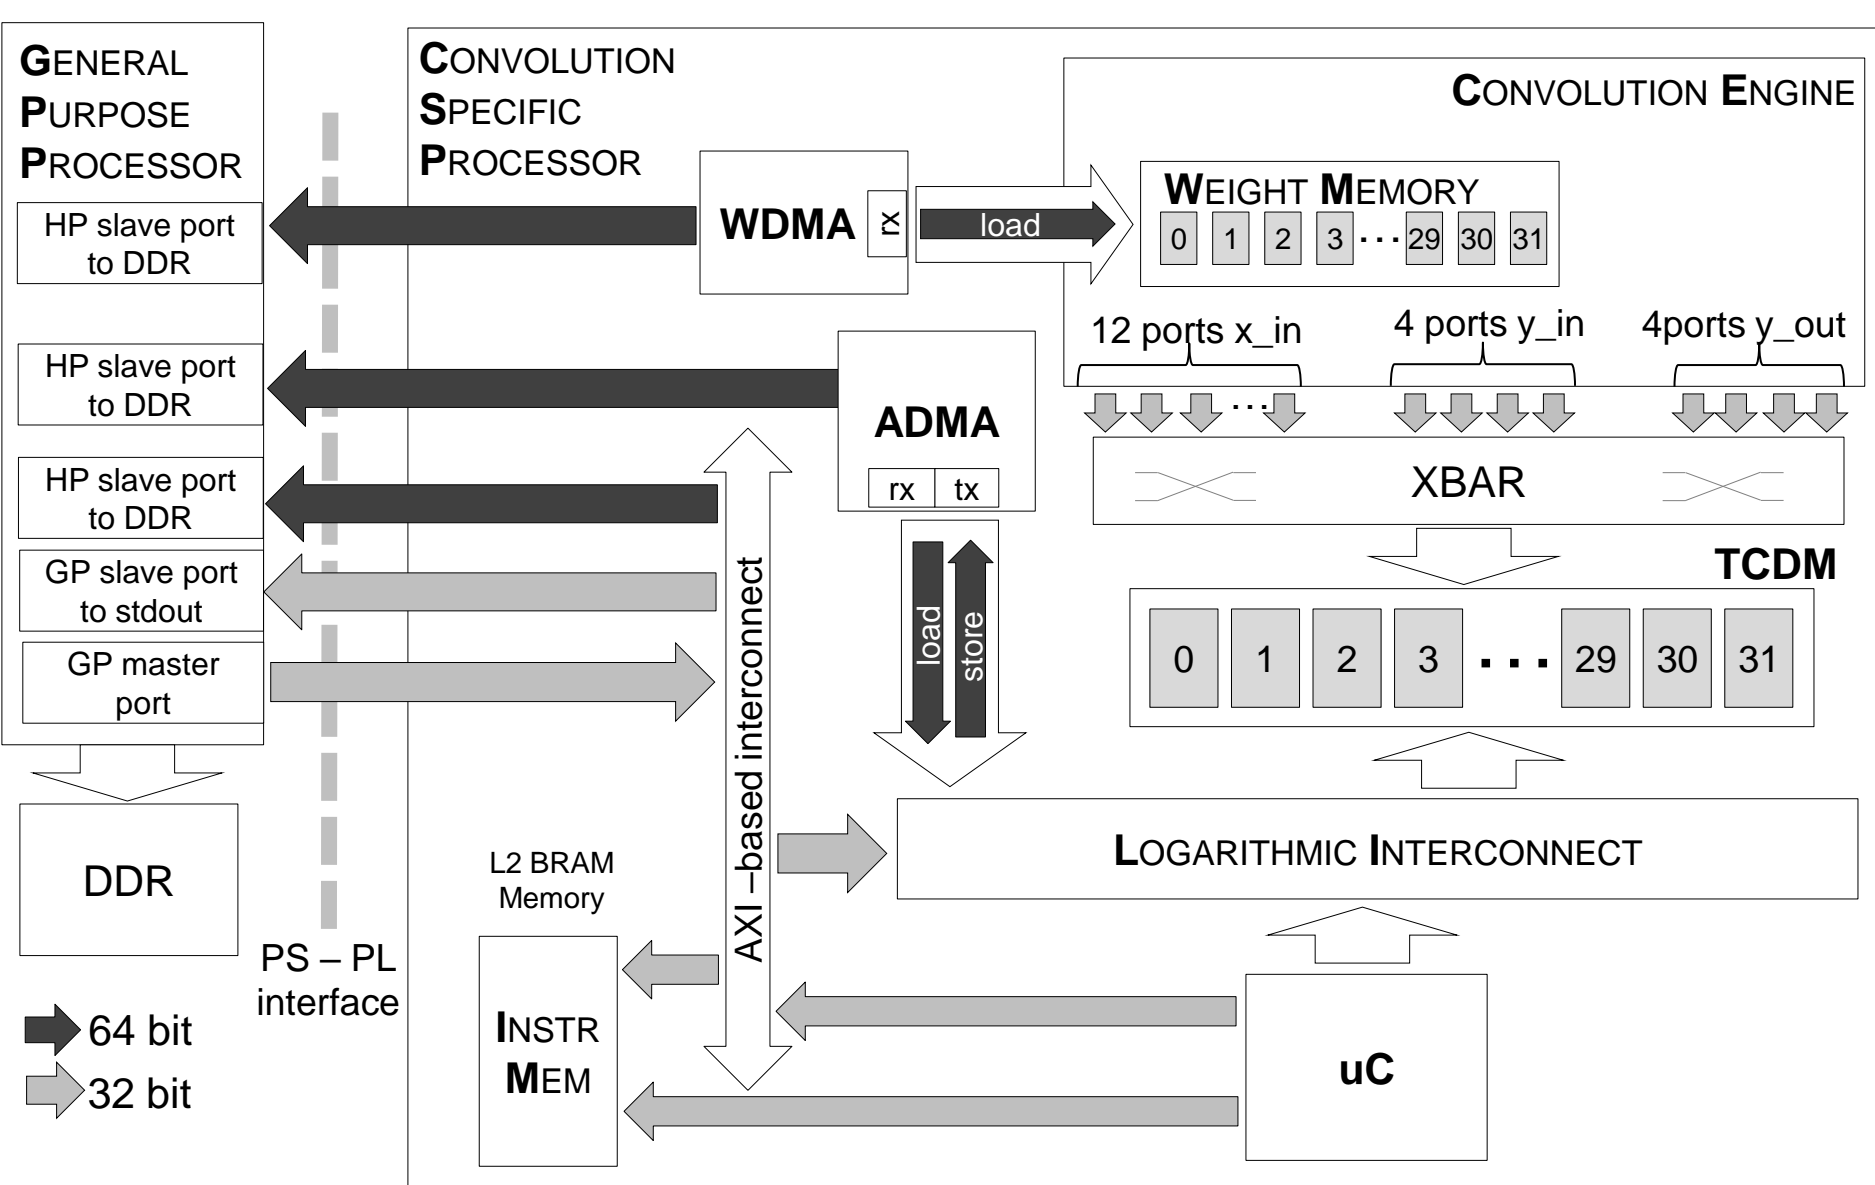 GENERAL
PURPOSE
PROCESSOR
HP slave port
to DDR
HP slave port
to DDR
HP slave port
to DDR
GP slave port
to stdout
GP master
port
DDR
64 bit
32 bit
PS – PL
interface
CONVOLUTION
SPECIFIC
PROCESSOR
WDMA
rx
load
CONVOLUTION ENGINE
WEIGHT MEMORY
0 1 2 3 ... 29 30 31
12 ports x_in
4 ports y_in
4ports y_out
...
ADMA
rx tx
load
store
XBAR
TCDM
0 1 2 3 ... 29 30 31
AXI –based interconnect
LOGARITHMIC INTERCONNECT
L2 BRAM
Memory
INSTR
MEM
uC